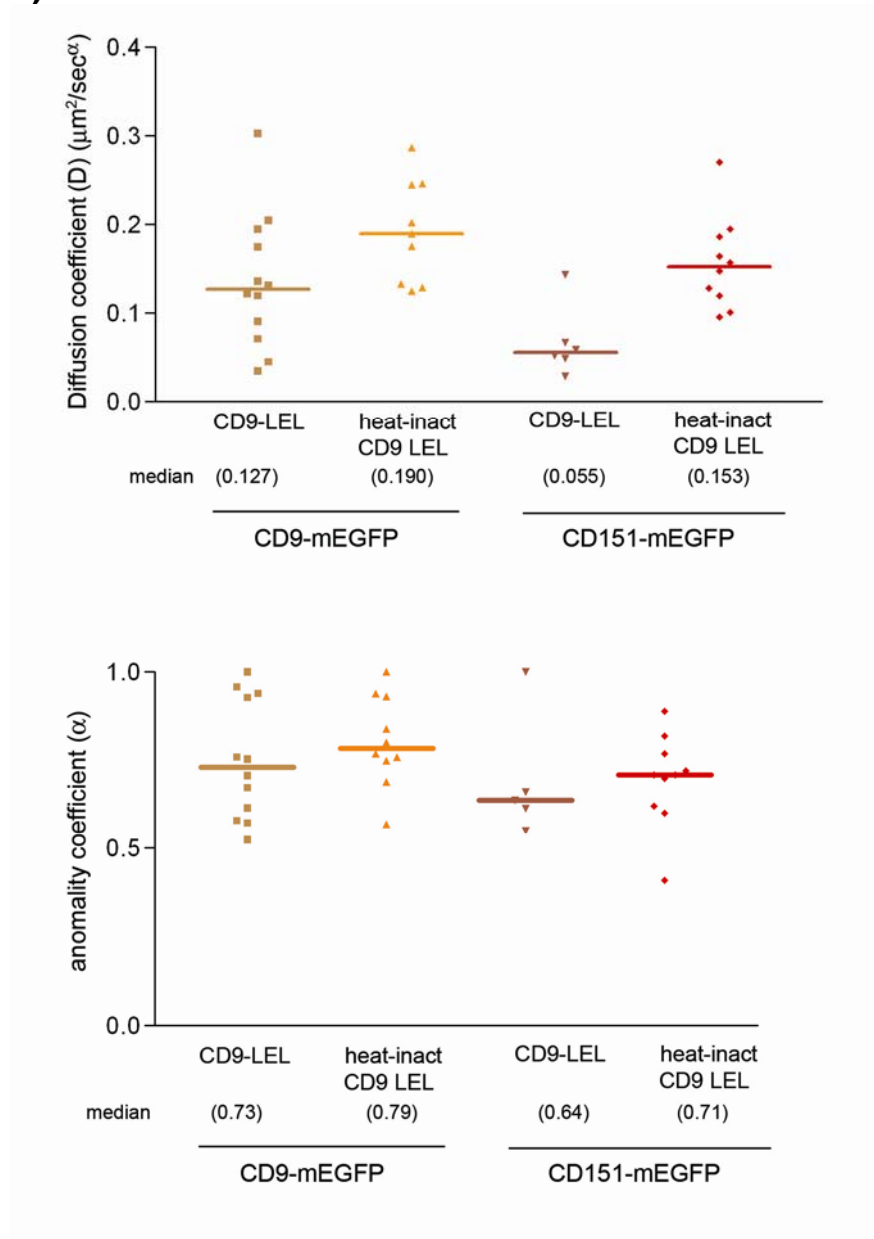 Diffusion coefficient (D) (μm²/secᵅ)
0.4
0.3
0.2
0.1
0.0
CD9-LEL heat-inact CD9 LEL CD9-LEL heat-inact CD9 LEL
median (0.127) (0.190) (0.055) (0.153)
CD9-mEGFP CD151-mEGFP
anomality coefficient (α)
1.0
0.5
0.0
CD9-LEL heat-inact CD9 LEL CD9-LEL heat-inact CD9 LEL
median (0.73) (0.79) (0.64) (0.71)
CD9-mEGFP CD151-mEGFP